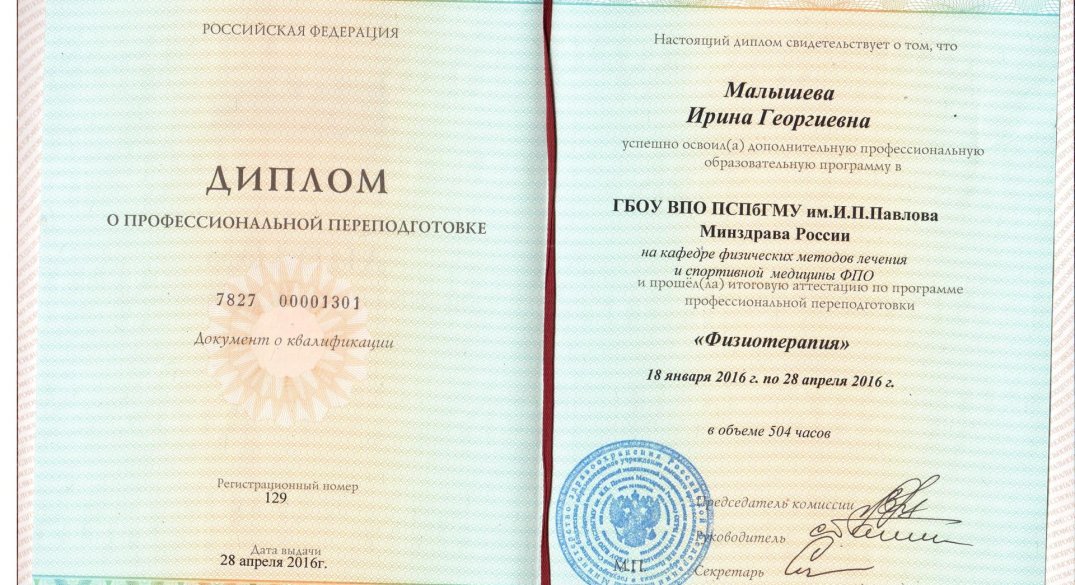 РОССИЙСКАЯ ФЕДЕРАЦИЯ
ДИПЛОМ
О ПРОФЕССИОНАЛЬНОЙ ПЕРЕПОДГОТОВКЕ
7827 00001301
Документ о квалификации
Регистрационный номер
129
Дата выдачи
28 апреля 2016г.
Настоящий диплом свидетельствует о том, что
Малышева
Ирина Георгиевна
успешно освоил(а) дополнительную профессиональную
образовательную программу в
ГБОУ ВПО ПСПбГМУ им.И.П.Павлова
Минздрава России
на кафедре физических методов лечения
и спортивной медицины ФПО
и прошёл(ла) итоговую аттестацию по программе
профессиональной переподготовки
«Физиотерапия»
18 января 2016 г. по 28 апреля 2016 г.
в объеме 504 часов
Председатель комиссии
Руководитель
М.П.
Секретарь